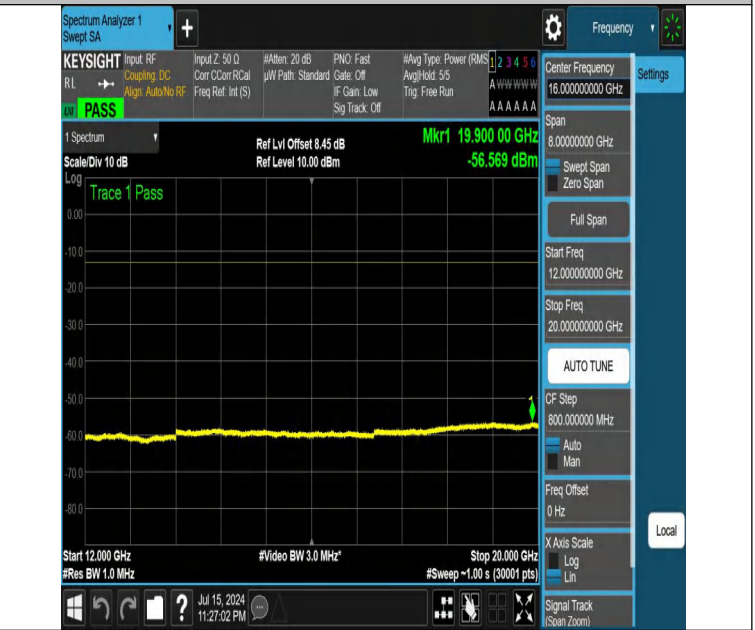 Spectrum Analyzer 1
Swept SA
Frequency
KEYSIGHT
RL
PASS
Input: RF
Coupling: DC
Align: Auto/No RF
Input Z: 50 Ω
Corr CCorr RCal
Freq Ref: Int (S)
#Atten: 20 dB
µW Path: Standard
PNO: Fast
Gate: Off
IF Gain: Low
Sig Track: Off
#Avg Type: Power (RMS
Avg|Hold: 5/5
Trig: Free Run
1 2 3 4 5 6
A W W W W W
A A A A A A
1 Spectrum
Scale/Div 10 dB
Ref Lvl Offset 8.45 dB
Ref Level 10.00 dBm
Mkr1 19.900 00 GHz
-56.569 dBm
Log
Trace 1 Pass
0.00
-10.0
-20.0
-30.0
-40.0
-50.0
-60.0
-70.0
-80.0
1
Start 12.000 GHz
#Res BW 1.0 MHz
#Video BW 3.0 MHz*
Stop 20.000 GHz
#Sweep ~1.00 s (30001 pts)
Jul 15, 2024
11:27:02 PM
Center Frequency
16.000000000 GHz
Settings
Span
8.00000000 GHz
Swept Span
Zero Span
Full Span
Start Freq
12.000000000 GHz
Stop Freq
20.000000000 GHz
AUTO TUNE
CF Step
800.000000 MHz
Auto
Man
Freq Offset
0 Hz
X Axis Scale
Log
Lin
Signal Track
(Span Zoom)
Local